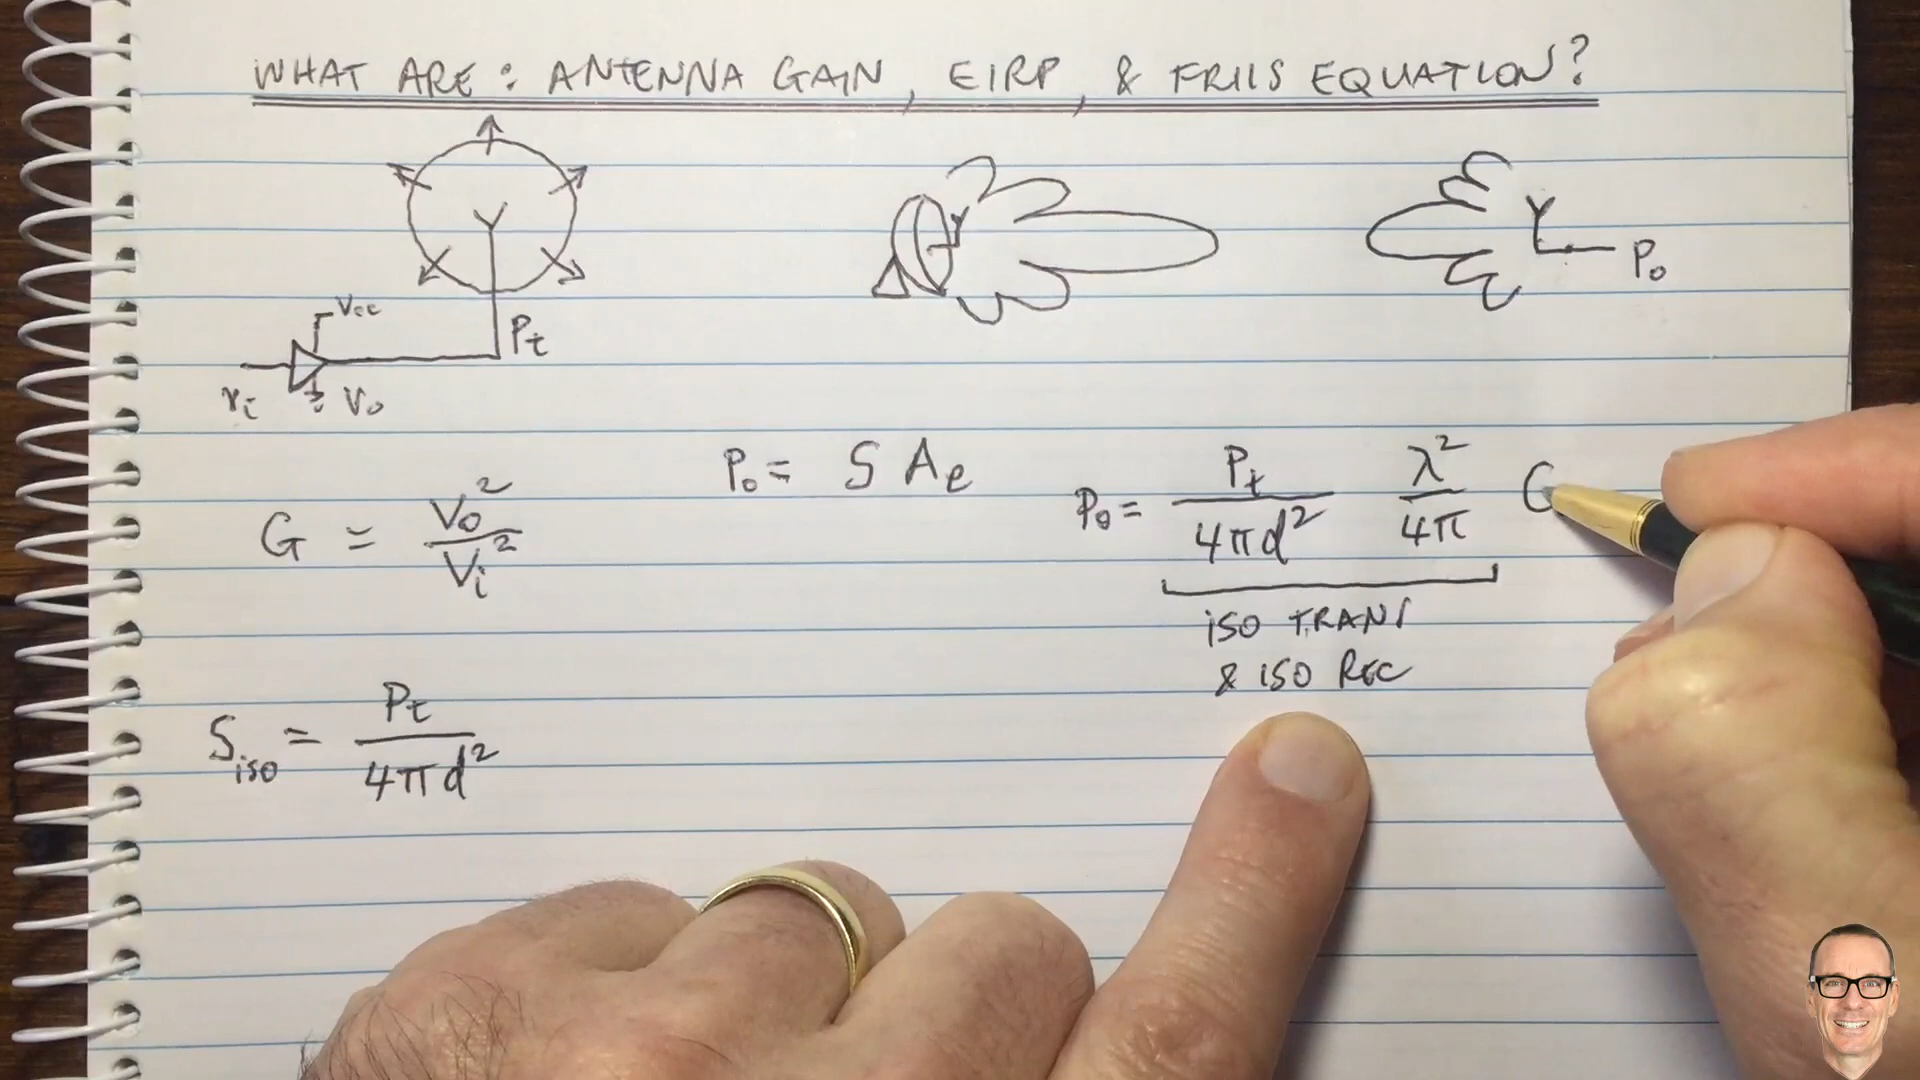 WHAT ARE : ANTENNA GAIN, EIRP, & FRIIS EQUATION?
Vcc
Pt
Vi
Vo
Po
G = Vo² / Vi²
Po = S Ae
Po = Pt / 4πd² λ² / 4π G
ISO TRANS
& ISO REC
Siso = Pt / 4πd²